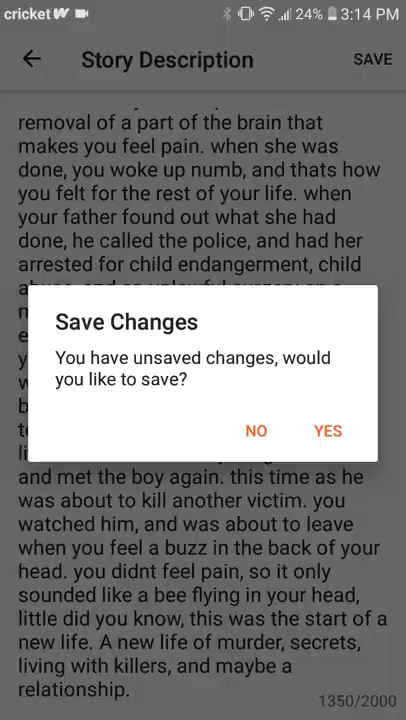 cricket 24% 3:14 PM
Story Description SAVE
removal of a part of the brain that
makes you feel pain. when she was
done, you woke up numb, and thats how
you felt for the rest of your life. when
your father found out what she had
done, he called the police, and had her
arrested for child endangerment, child
Save Changes
You have unsaved changes, would
you like to save?
NO YES
and met the boy again. this time as he
was about to kill another victim. you
watched him, and was about to leave
when you feel a buzz in the back of your
head. you didnt feel pain, so it only
sounded like a bee flying in your head,
little did you know, this was the start of a
new life. A new life of murder, secrets,
living with killers, and maybe a
relationship.
1350/2000